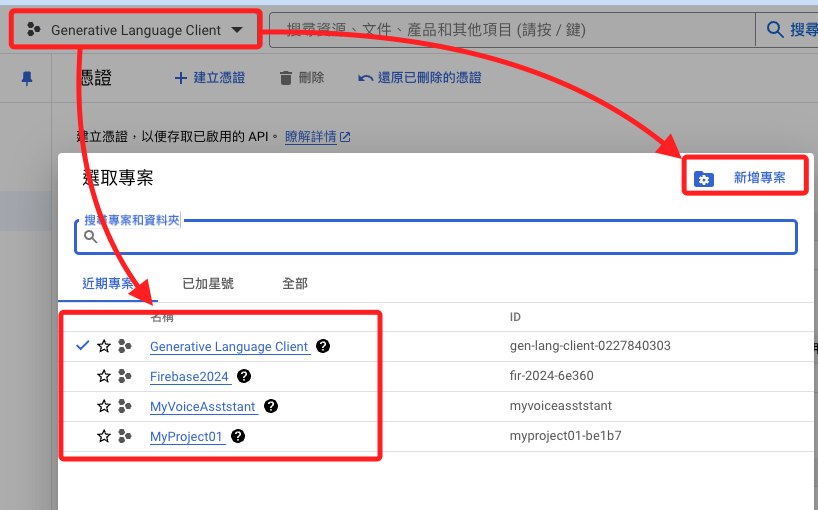 Generative Language Client
搜尋資源、文件、產品和其他項目 (請按 / 鍵)
搜尋
憑證
建立憑證
刪除
還原已刪除的憑證
建立憑證，以便存取已啟用的 API。 瞭解詳情
選取專案
新增專案
搜尋專案和資料夾
近期專案
已加星號
全部
名稱
ID
Generative Language Client
gen-lang-client-0227840303
Firebase2024
fir-2024-6e360
MyVoiceAsststant
myvoiceasststant
MyProject01
myproject01-be1b7